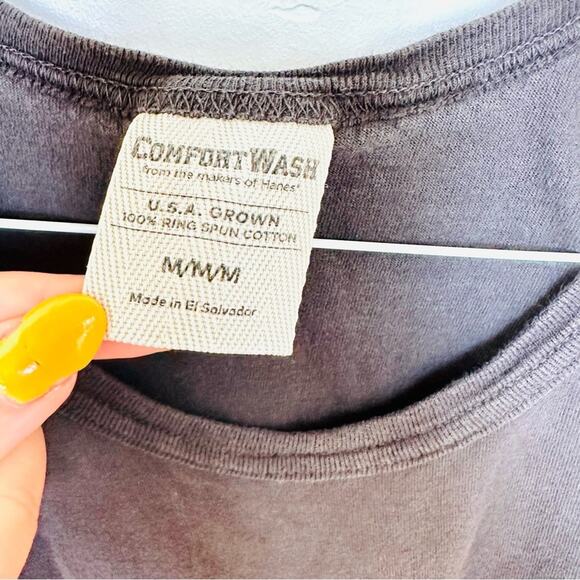 COMFORTWASH
from the makers of Hanes®
U.S.A. GROWN
100% RING SPUN COTTON
M/M/M
Made in El Salvador